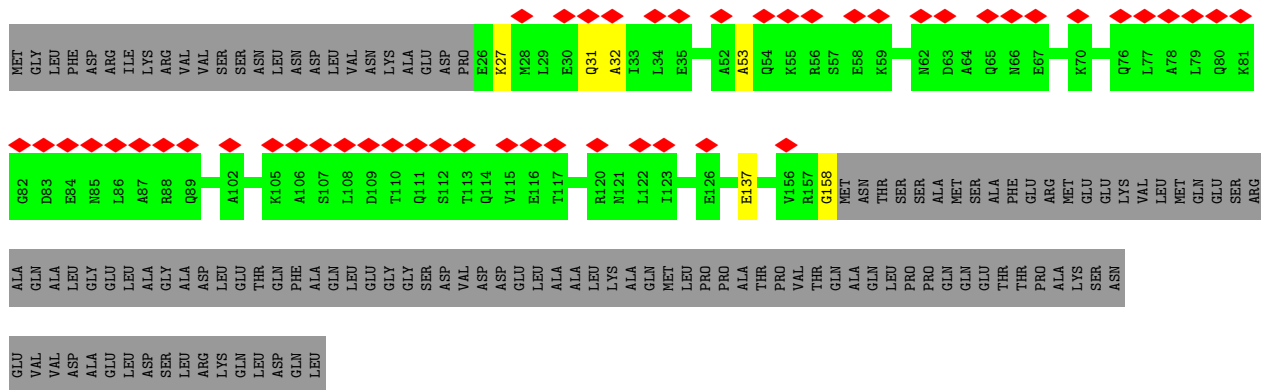 MET GLY LEU PHE ASP ARG ILE LYS ARG VAL VAL SER SER ASN LEU ASN ASP LEU VAL ASN LYS ALA GLU ASP PRO E26 K27 M28 L29 E30 Q31 A32 I33 L34 E35 A52 A53 Q54 K55 R56 S57 E58 K59 N62 D63 A64 Q65 N66 E67 K70 Q76 L77 A78 L79 Q80 K81
G82 D83 E84 N85 L86 A87 R88 Q89 A102 K105 A106 S107 L108 D109 T110 Q111 S112 T113 Q114 V115 E116 T117 R120 N121 L122 I123 E126 E137 V156 R157 G158 MET ASN THR SER SER ALA MET SER ALA PHE GLU ARG MET GLU GLU LYS VAL LEU MET GLN GLU SER ARG
ALA GLN ALA LEU GLY GLU LEU ALA GLY ALA ASP LEU GLU THR GLN PHE ALA GLN LEU GLU GLY GLY SER ASP VAL ASP ASP GLU LEU ALA ALA LEU LYS ALA GLN MET LEU PRO PRO ALA THR PRO VAL THR GLN ALA GLN LEU PRO PRO GLN GLN GLU THR THR PRO ALA LYS SER ASN
GLU VAL VAL ASP ALA GLU LEU ASP SER LEU ARG LYS GLN LEU ASP GLN LEU